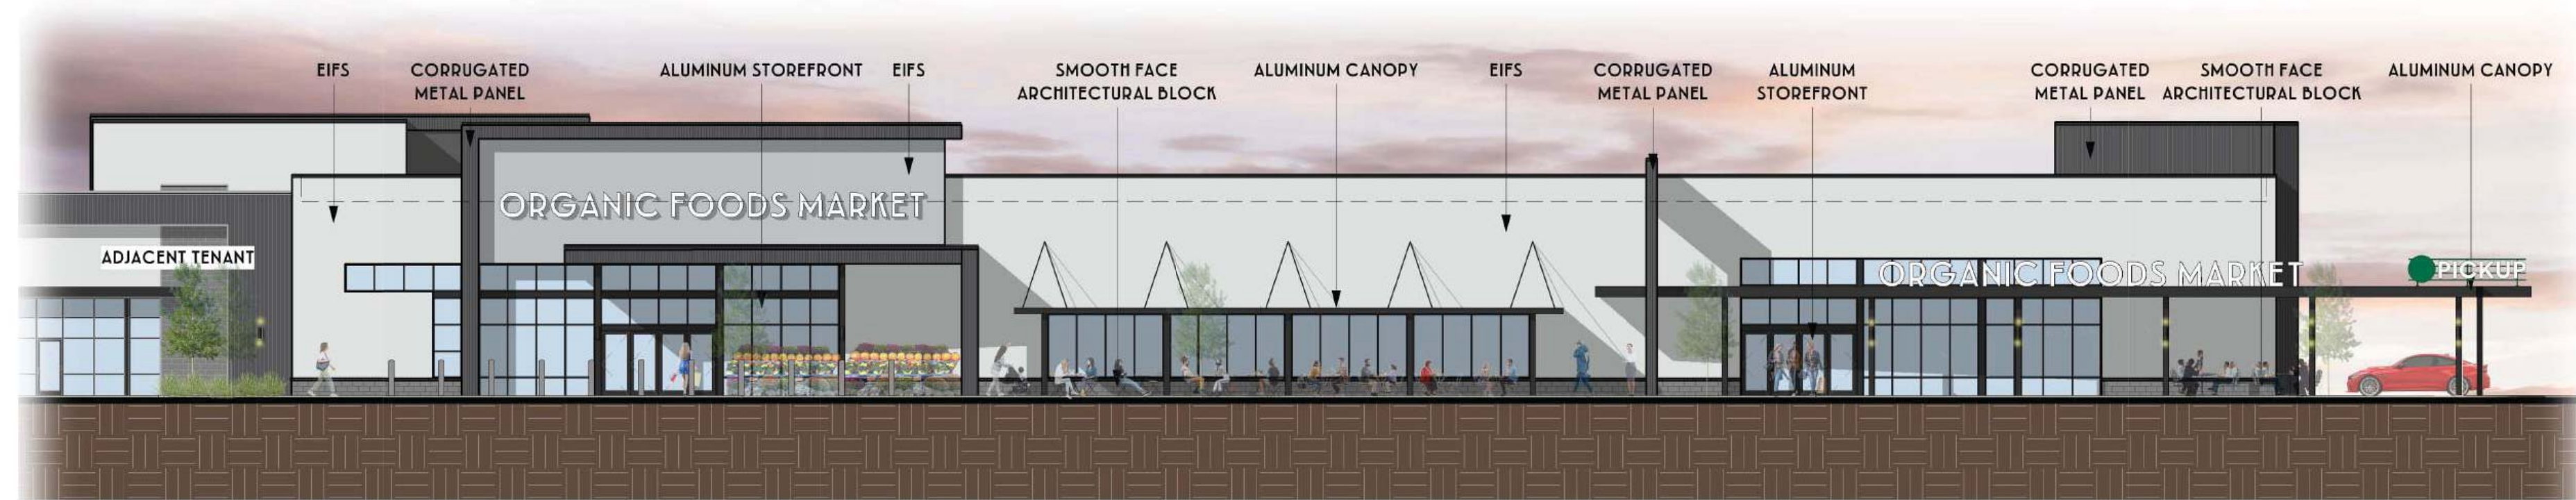 EIFS
CORRUGATED
METAL PANEL
ALUMINUM STOREFRONT
EIFS
SMOOTH FACE
ARCHITECTURAL BLOCK
ALUMINUM CANOPY
EIFS
CORRUGATED
METAL PANEL
ALUMINUM
STOREFRONT
CORRUGATED
METAL PANEL
SMOOTH FACE
ARCHITECTURAL BLOCK
ALUMINUM CANOPY
ORGANIC FOODS MARKET
ADJACENT TENANT
ORGANIC FOODS MARKET
PICKUP